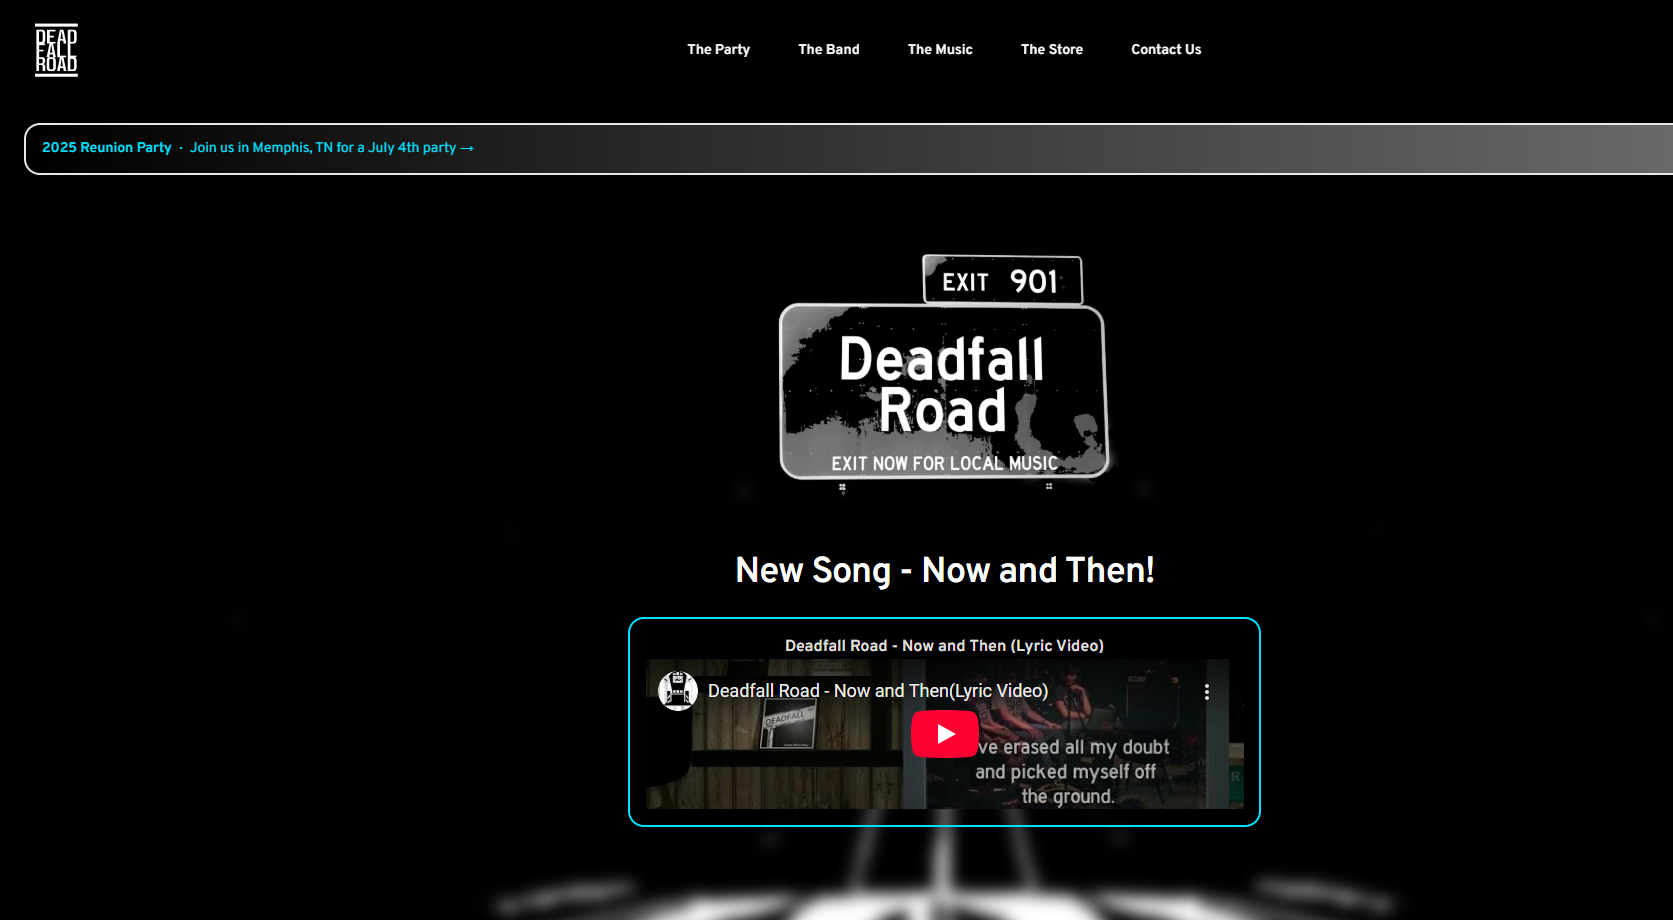 DEAD
FALL
ROAD
The Party
The Band
The Music
The Store
Contact Us
2025 Reunion Party · Join us in Memphis, TN for a July 4th party →
EXIT 901
Deadfall
Road
EXIT NOW FOR LOCAL MUSIC
New Song - Now and Then!
Deadfall Road - Now and Then (Lyric Video)
Deadfall Road - Now and Then(Lyric Video)
DEADFALL
ve erased all my doubt
and picked myself off
the ground.
R